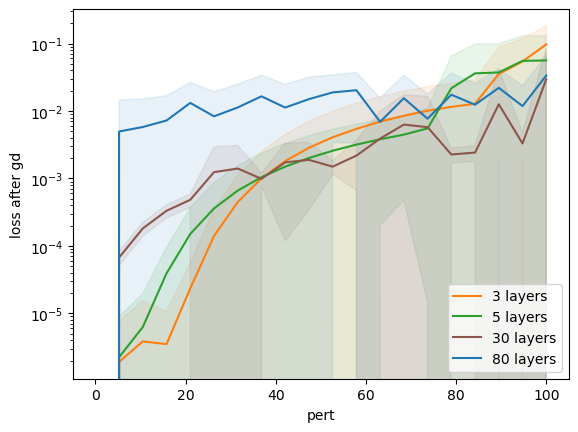 loss after gd
10⁻¹
10⁻²
10⁻³
10⁻⁴
10⁻⁵
3 layers
5 layers
30 layers
80 layers
0 20 40 60 80 100
pert